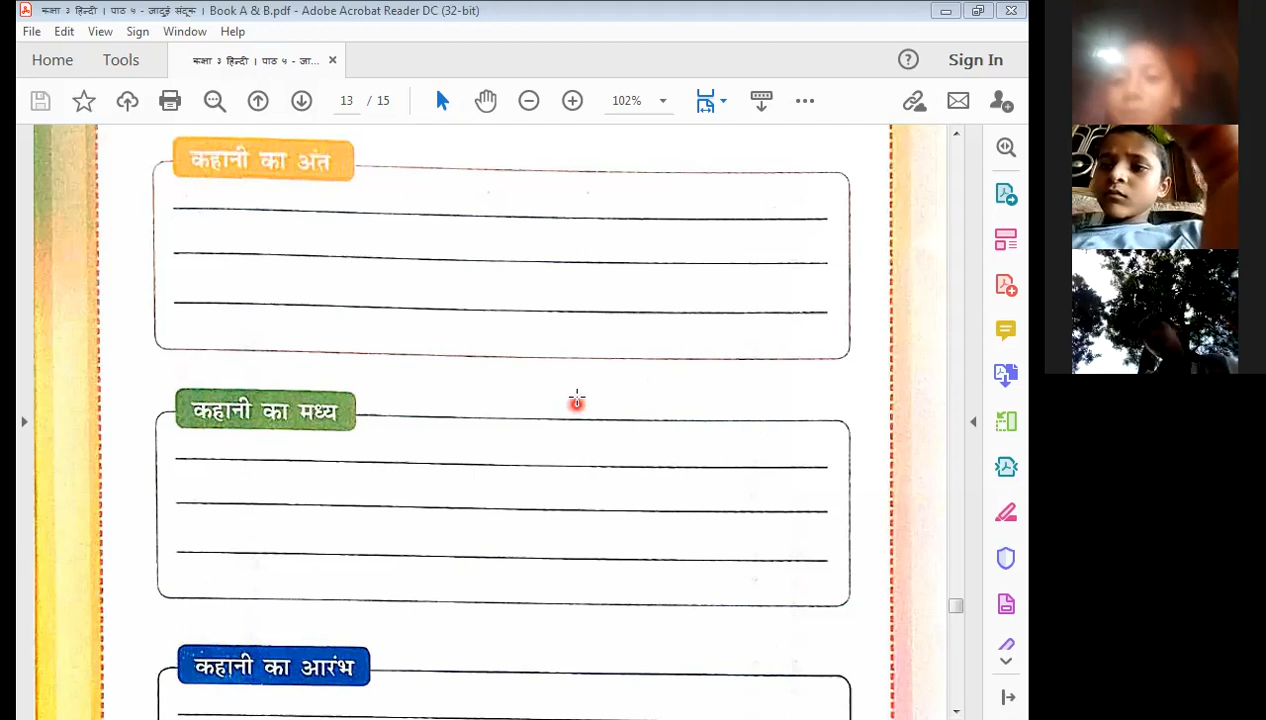 कक्षा ३ हिन्दी । पाठ ५ - जादुई संदूक । Book A & B.pdf - Adobe Acrobat Reader DC (32-bit)
File Edit View Sign Window Help
Home Tools कक्षा ३ हिन्दी । पाठ ५ - जा... Sign In
13 / 15 102%
कहानी का अंत
कहानी का मध्य
कहानी का आरंभ